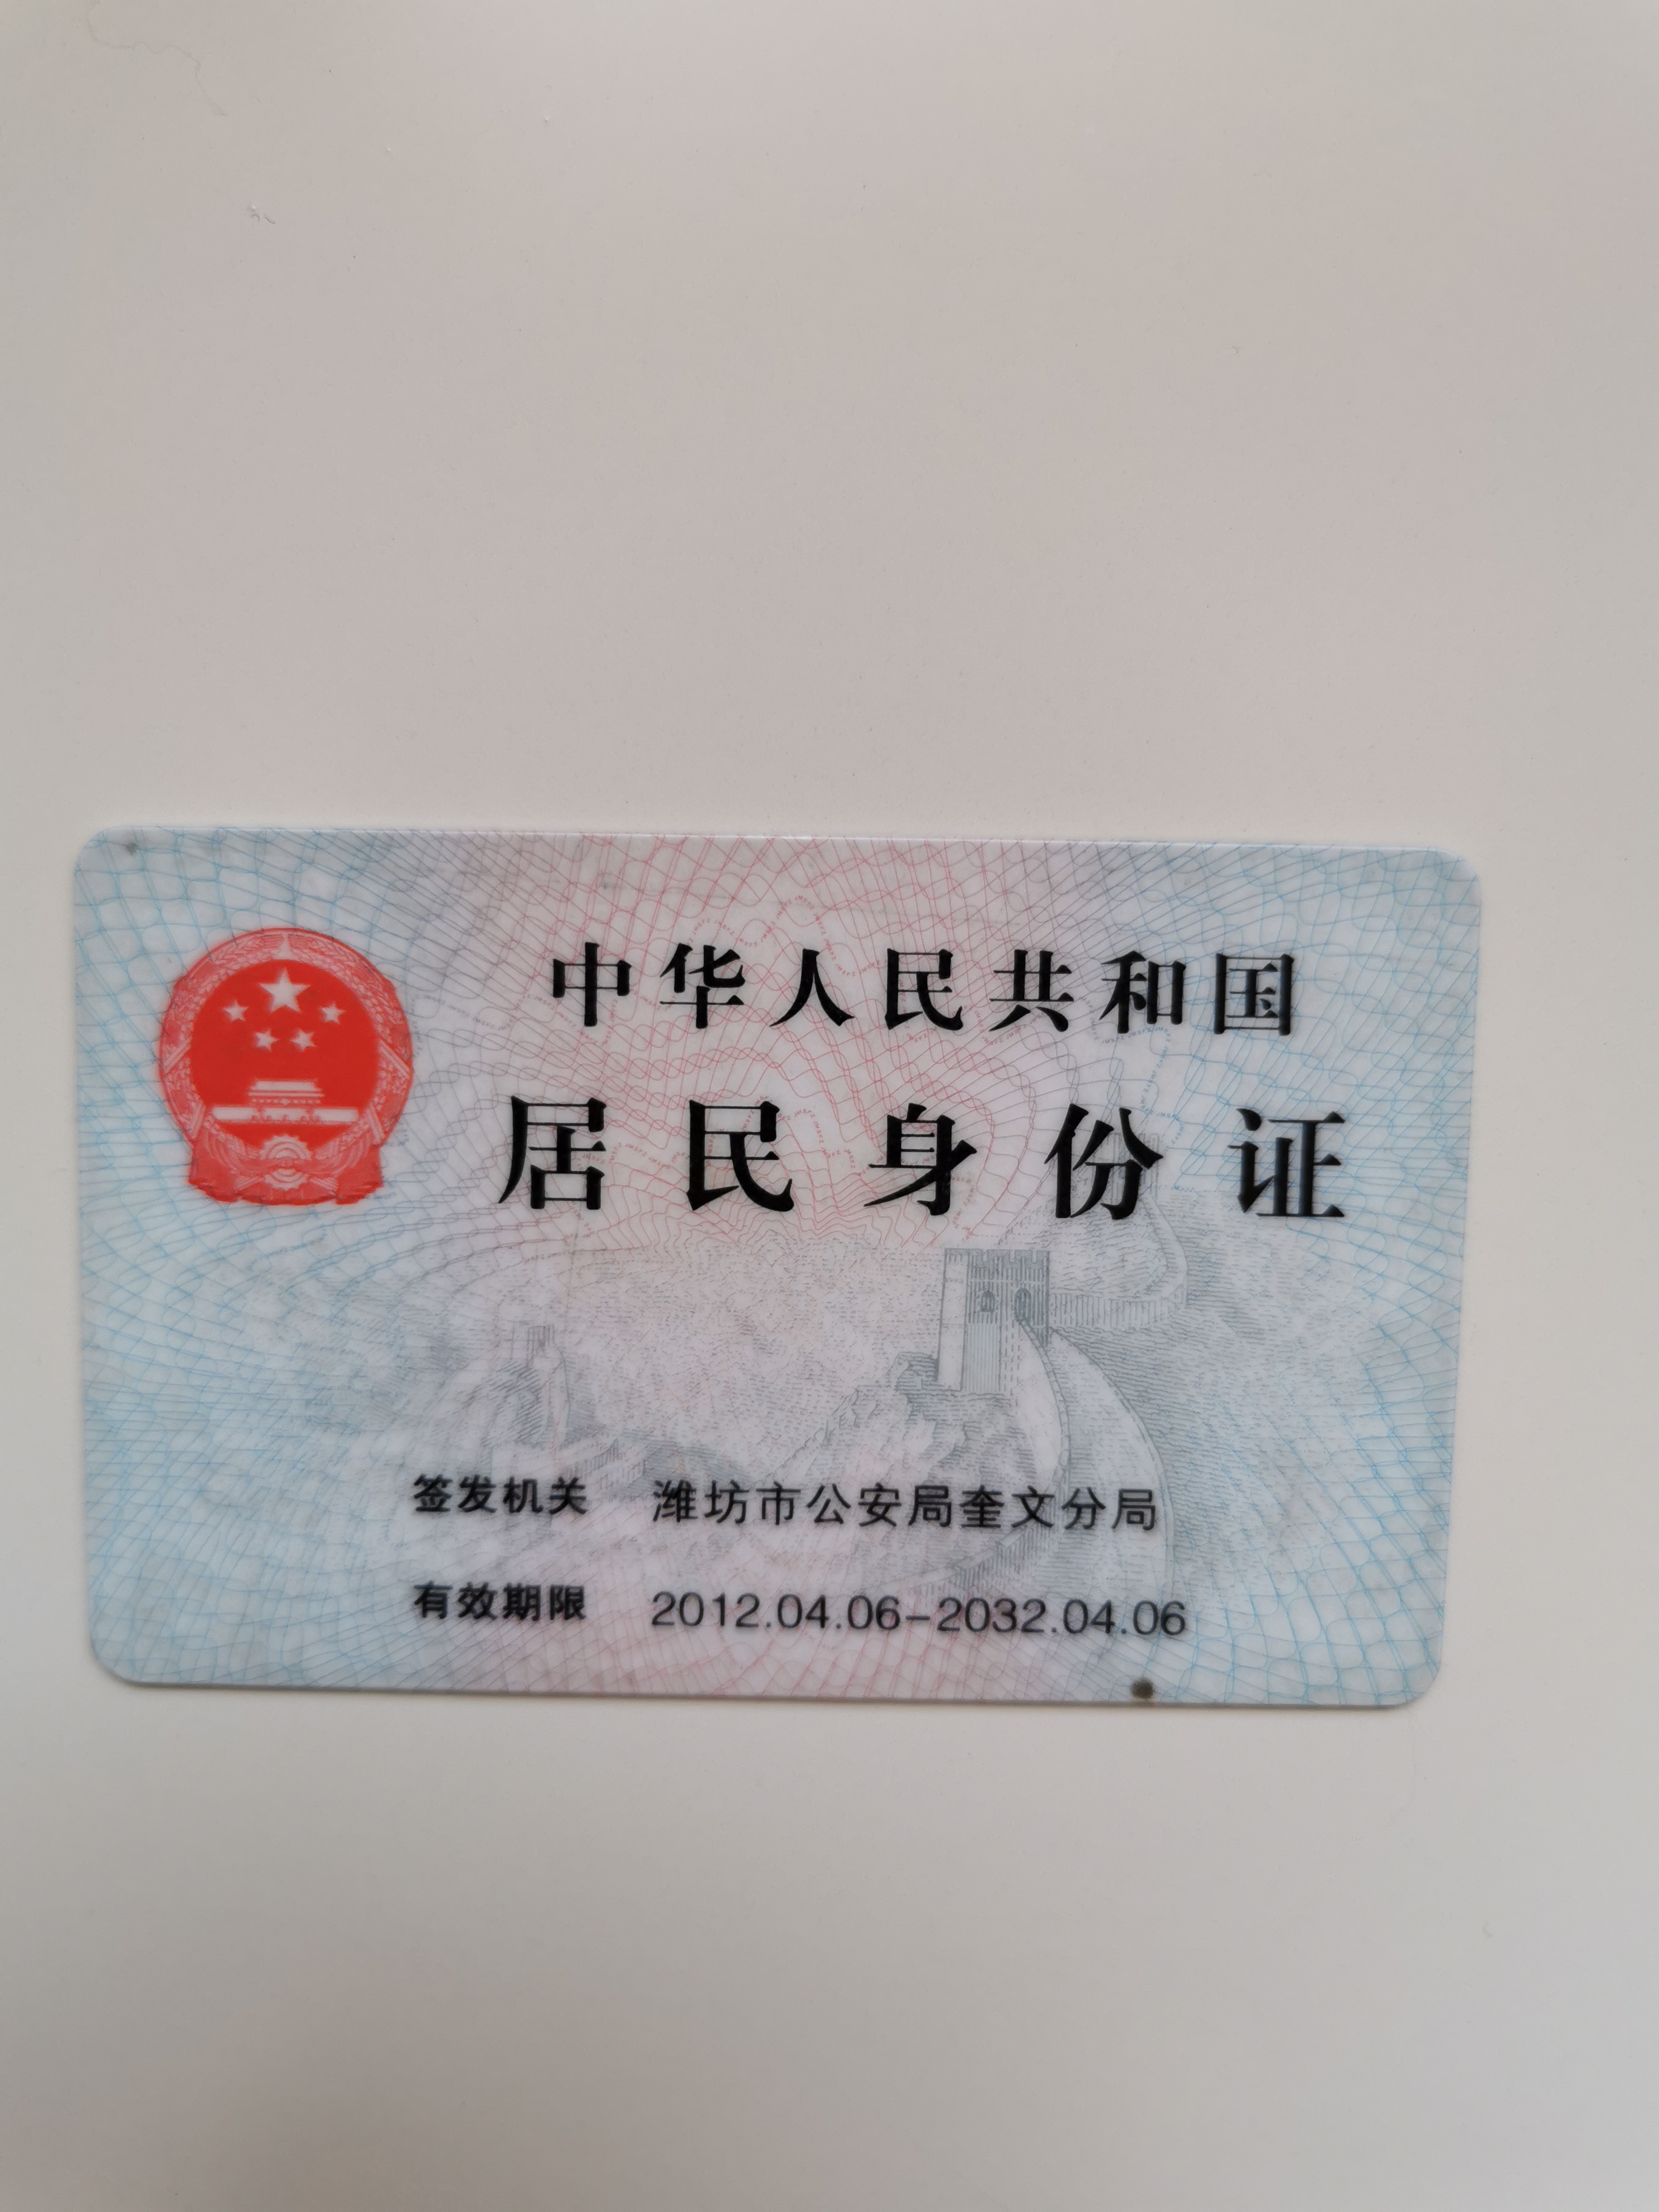 中华人民共和国
居民身份证
签发机关 潍坊市公安局奎文分局
有效期限 2012.04.06-2032.04.06